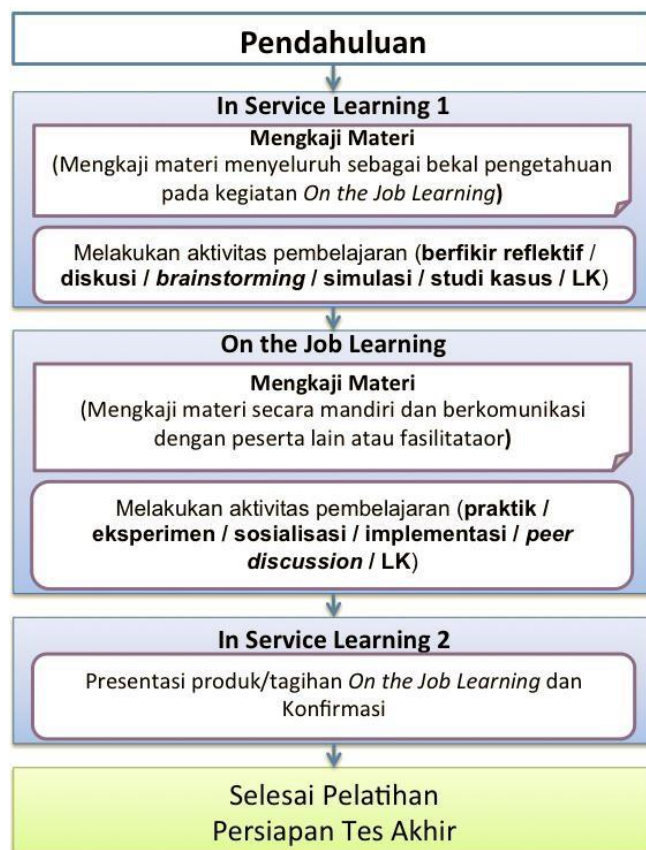 Pendahuluan
In Service Learning 1
Mengkaji Materi
(Mengkaji materi menyeluruh sebagai bekal pengetahuan
pada kegiatan On the Job Learning)
Melakukan aktivitas pembelajaran (berfikir reflektif /
diskusi / brainstorming / simulasi / studi kasus / LK)
On the Job Learning
Mengkaji Materi
(Mengkaji materi secara mandiri dan berkomunikasi
dengan peserta lain atau fasilitataor)
Melakukan aktivitas pembelajaran (praktik /
eksperimen / sosialisasi / implementasi / peer
discussion / LK)
In Service Learning 2
Presentasi produk/tagihan On the Job Learning dan
Konfirmasi
Selesai Pelatihan
Persiapan Tes Akhir